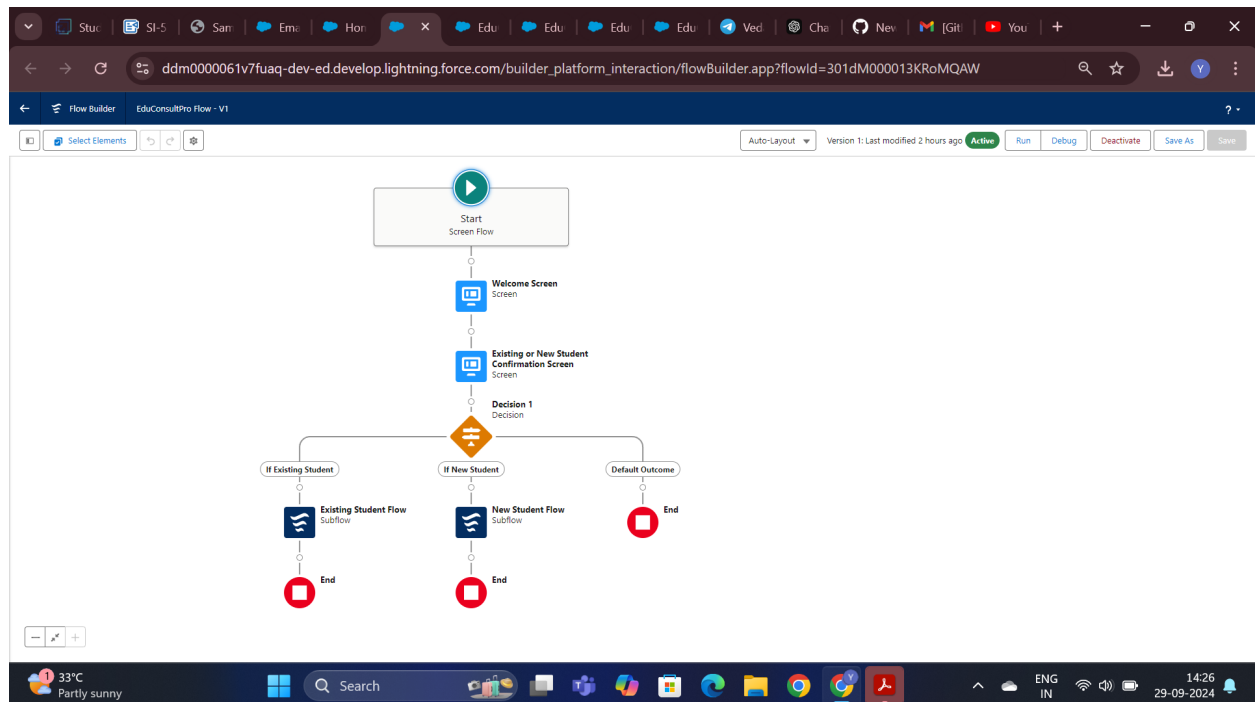 Stuc
SI-5
Sam
Ema
Hon
Edu
Edu
Edu
Edu
Ved
Cha
New
[Giti
You
ddm0000061v7fuaq-dev-ed.develop.lightning.force.com/builder_platform_interaction/flowBuilder.app?flowId=301dM000013KRoMQAW
Y
Flow Builder EduConsultPro Flow - V1
?
Select Elements
Auto-Layout
Version 1: Last modified 2 hours ago
Active
Run
Debug
Deactivate
Save As
Save
Start
Screen Flow
Welcome Screen
Screen
Existing or New Student
Confirmation Screen
Screen
Decision 1
Decision
If Existing Student
If New Student
Default Outcome
Existing Student Flow
Subflow
New Student Flow
Subflow
End
End
End
1
33°C
Partly sunny
Search
ENG
IN
14:26
29-09-2024